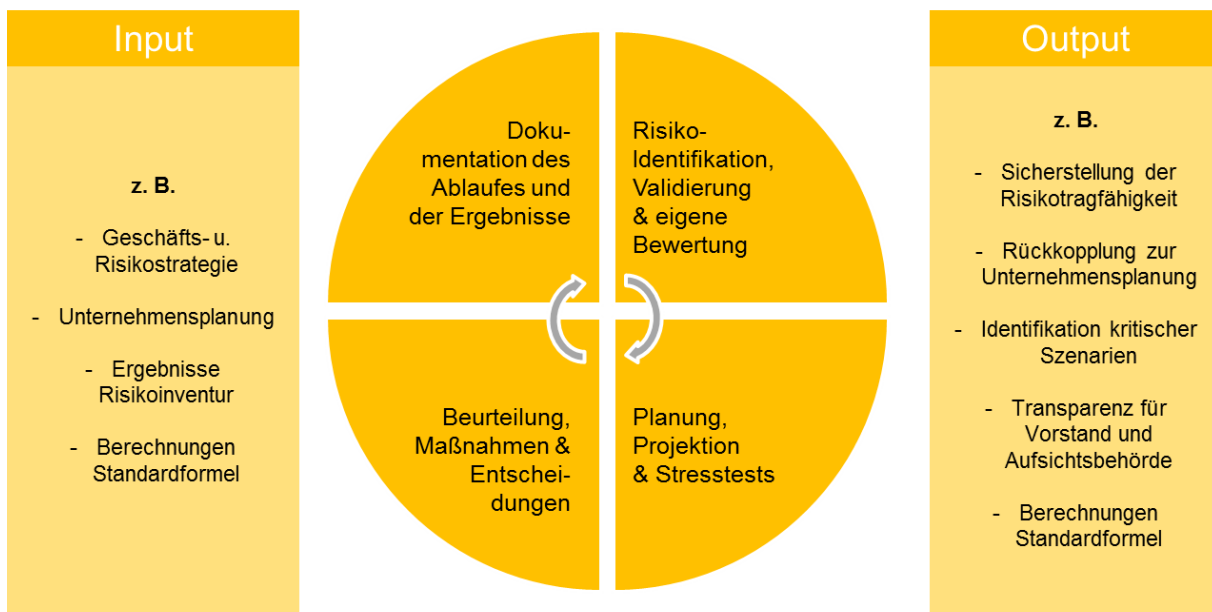 Input
z. B.
- Geschäfts- u.
Risikostrategie
- Unternehmensplanung
- Ergebnisse
Risikoinventur
- Berechnungen
Standardformel
Doku-
mentation des
Ablaufes und
der Ergebnisse
Risiko-
Identifikation,
Validierung
& eigene
Bewertung
Beurteilung,
Maßnahmen &
Entschei-
dungen
Planung,
Projektion
& Stresstests
Output
z. B.
- Sicherstellung der
Risikotragfähigkeit
- Rückkopplung zur
Unternehmensplanung
- Identifikation kritischer
Szenarien
- Transparenz für
Vorstand und
Aufsichtsbehörde
- Berechnungen
Standardformel